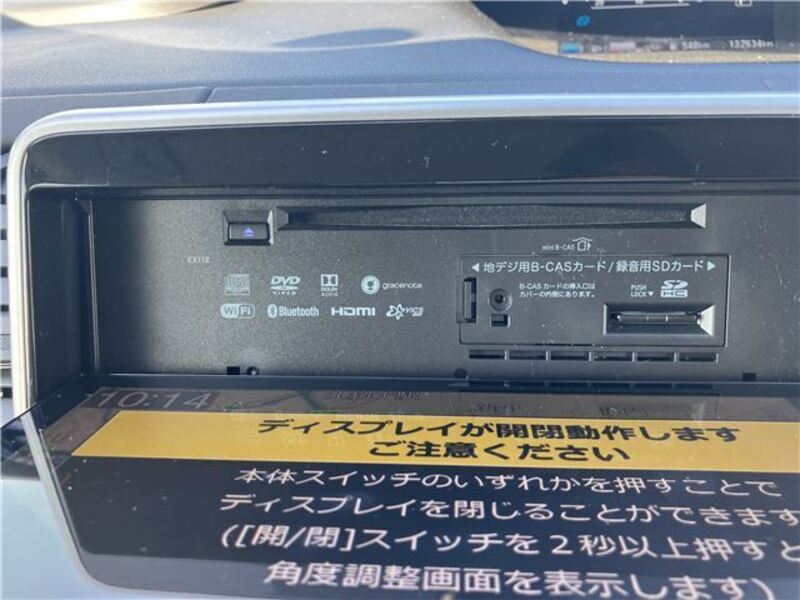 548km 132634km
mini B-CAS
EX11Z
◀ 地デジ用B-CASカード/録音用SDカード ▶
B-CASカードの挿入口は
カバーの内側にあります。
PUSH
LOCK ▼
SD
HC
DVD
VIDEO
DOLBY
AUDIO
gracenote
Wi Fi
Bluetooth
HDMI
VICS
10:14
ディスプレイが開閉動作します
ご注意ください
本体スイッチのいずれかを押すことで
ディスプレイを閉じることができます
([開/閉]スイッチを2秒以上押すと
角度調整画面を表示します)